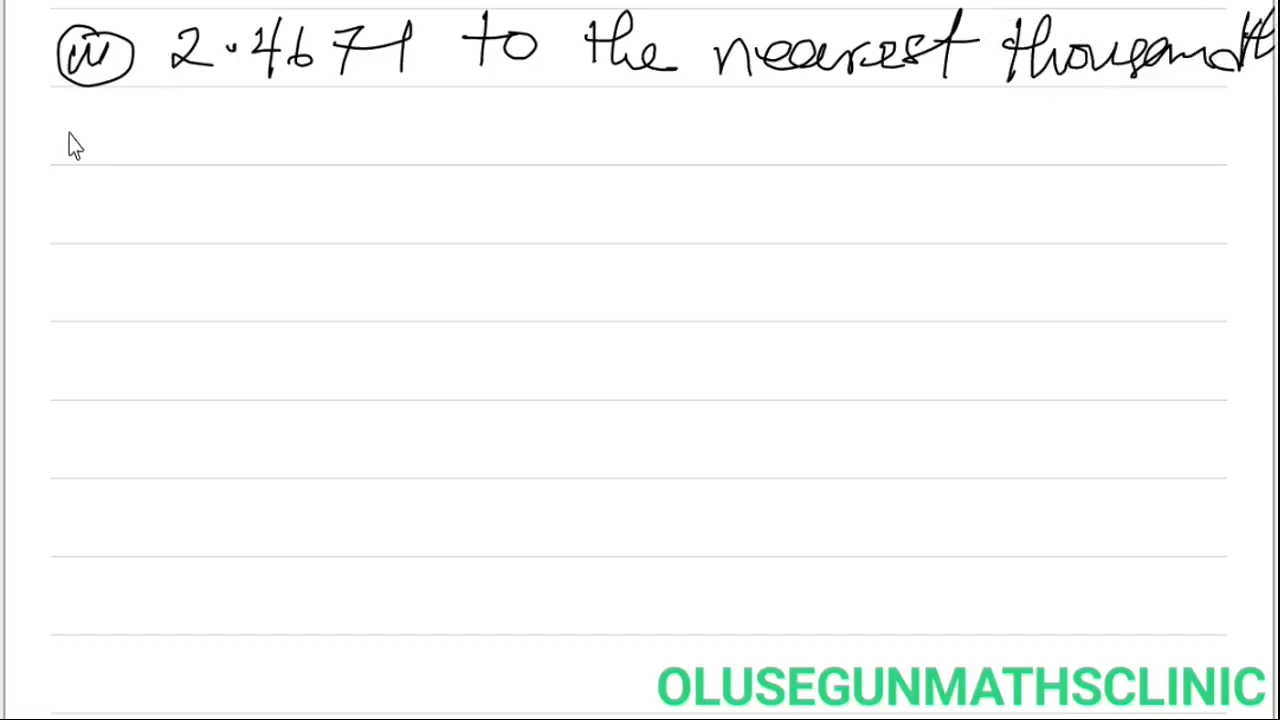 (iii) 2.4671 to the nearest thousandth
OLUSEGUNMATHSCLINIC